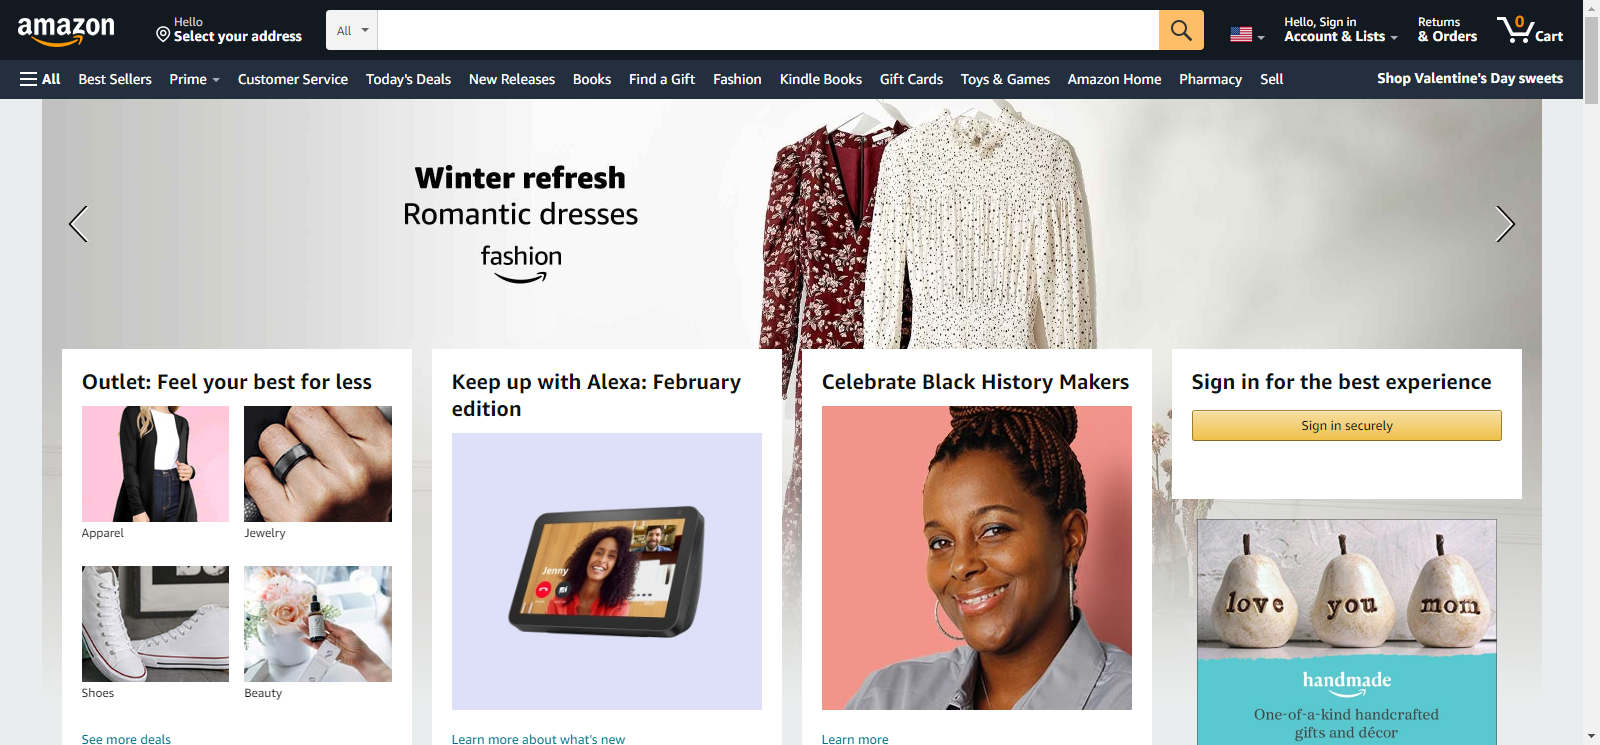 amazon
Hello
Select your address
All
Hello, Sign in
Account & Lists
Returns
& Orders
0
Cart
All
Best Sellers
Prime
Customer Service
Today's Deals
New Releases
Books
Find a Gift
Fashion
Kindle Books
Gift Cards
Toys & Games
Amazon Home
Pharmacy
Sell
Shop Valentine's Day sweets
Winter refresh
Romantic dresses
fashion
Outlet: Feel your best for less
Apparel
Jewelry
Shoes
Beauty
See more deals
Keep up with Alexa: February
edition
Jenny
Learn more about what's new
Celebrate Black History Makers
Learn more
Sign in for the best experience
Sign in securely
love you mom
handmade
One-of-a-kind handcrafted
gifts and décor